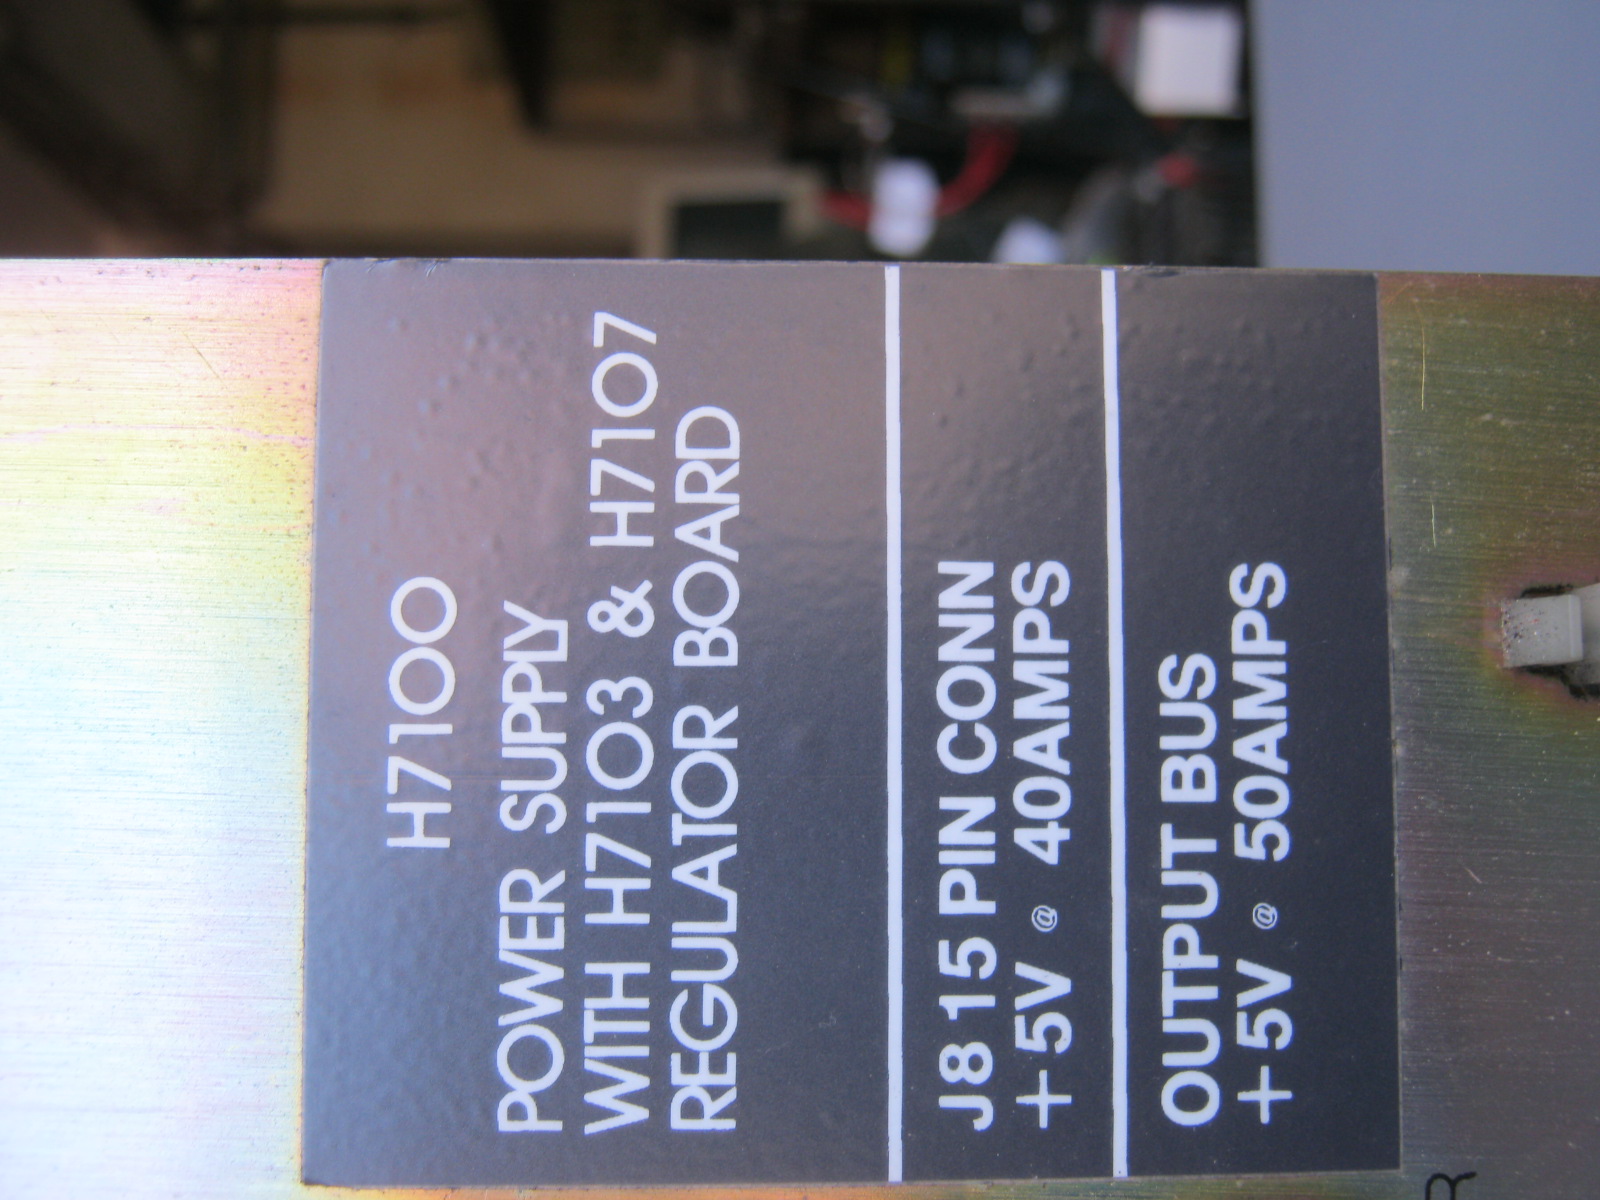 H7100
POWER SUPPLY
WITH H7103 & H7107
REGULATOR BOARD
J8 15 PIN CONN
+5V @ 40AMPS
OUTPUT BUS
+5V @ 50AMPS
R